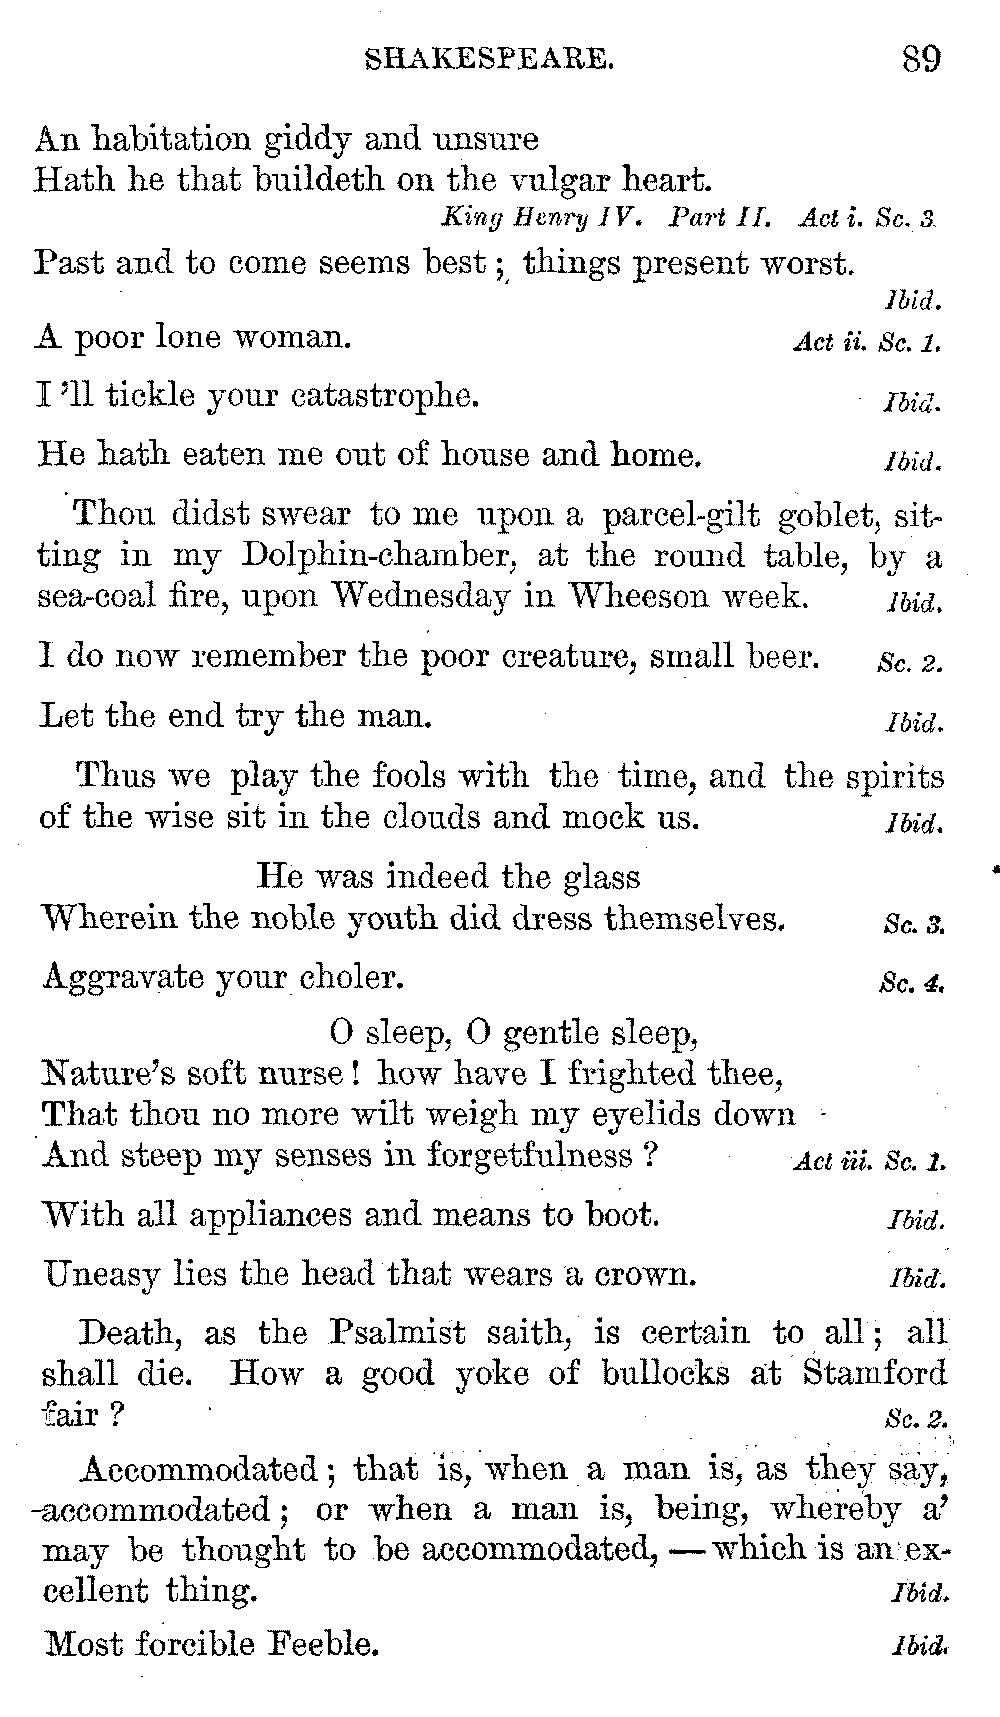 SHAKESPEARE. 89
An habitation giddy and unsure
Hath he that buildeth on the vulgar heart.
King Henry IV. Part II. Act i. Sc. 3.
Past and to come seems best; things present worst.
Ibid.
A poor lone woman. Act ii. Sc. 1.
I'll tickle your catastrophe. Ibid.
He hath eaten me out of house and home. Ibid.
Thou didst swear to me upon a parcel-gilt goblet, sit-
ting in my Dolphin-chamber, at the round table, by a
sea-coal fire, upon Wednesday in Wheeson week. Ibid.
I do now remember the poor creature, small beer. Sc. 2.
Let the end try the man. Ibid.
Thus we play the fools with the time, and the spirits
of the wise sit in the clouds and mock us. Ibid.
He was indeed the glass
Wherein the noble youth did dress themselves. Sc. 3.
Aggravate your choler. Sc. 4.
O sleep, O gentle sleep,
Nature's soft nurse! how have I frighted thee,
That thou no more wilt weigh my eyelids down
And steep my senses in forgetfulness? Act iii. Sc. 1.
With all appliances and means to boot. Ibid.
Uneasy lies the head that wears a crown. Ibid.
Death, as the Psalmist saith, is certain to all; all
shall die. How a good yoke of bullocks at Stamford
fair? Sc. 2.
Accommodated; that is, when a man is, as they say,
accommodated; or when a man is, being, whereby a'
may be thought to be accommodated, — which is an ex-
cellent thing. Ibid.
Most forcible Feeble. Ibid.